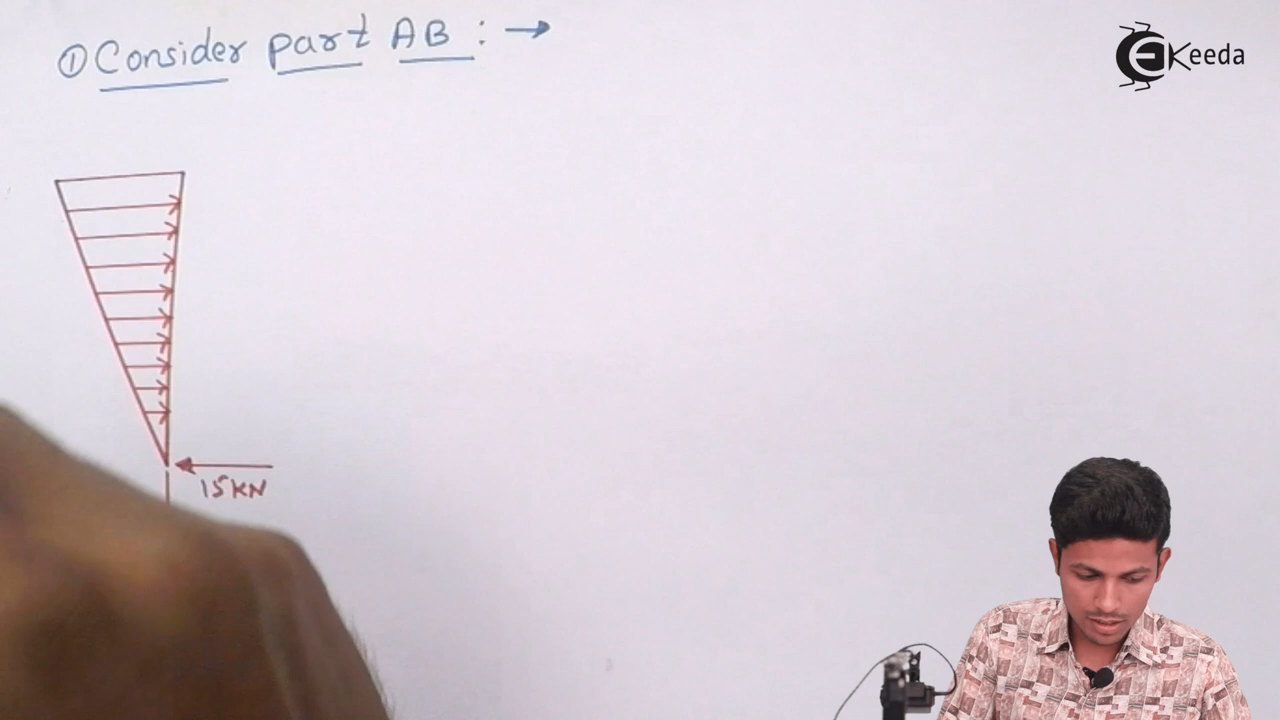 ① Consider part AB : →
EKeeda
15KN